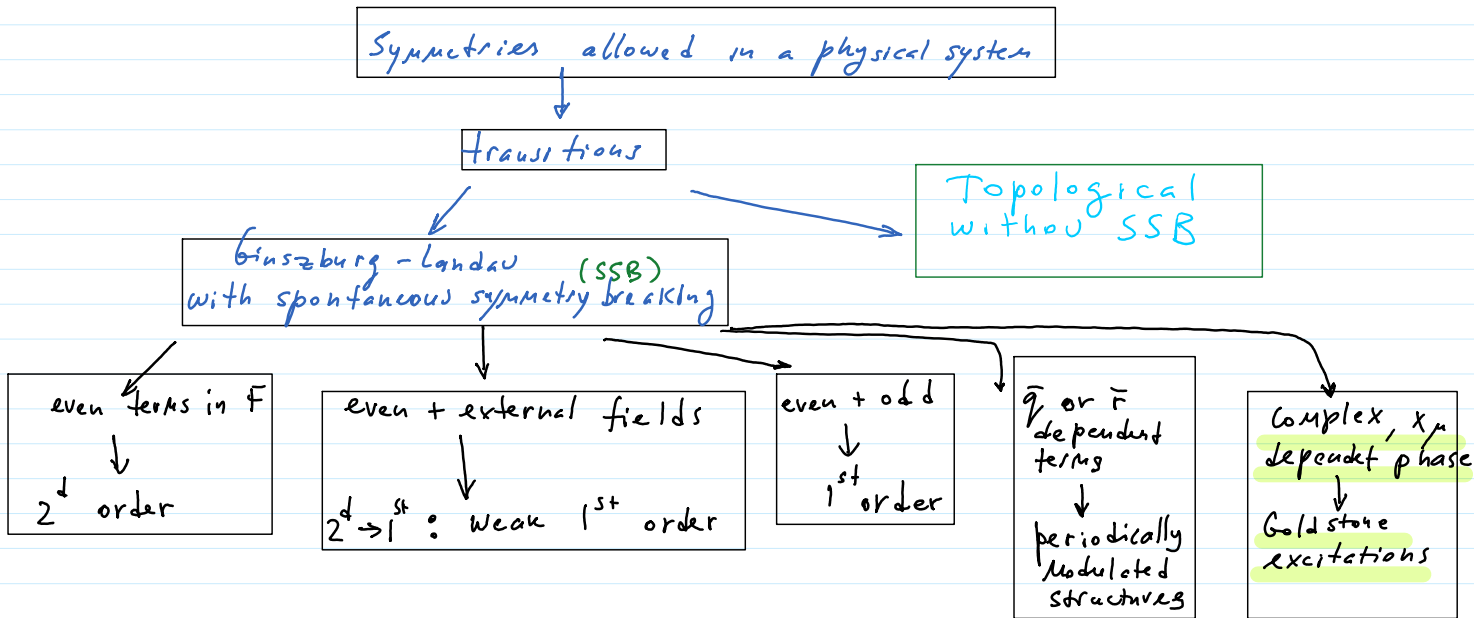 Symmetries allowed in a physical system
transitions
Topological
withou SSB
Ginszburg - Landau
(SSB)
with spontaneous symmetry breaking
even terms in F
2d order
even + external fields
2d → 1st : weak 1st order
even + odd
1st order
q̄ or r̄
dependent
terms
periodically
modulated
structures
Complex, xμ
dependet phase
Goldstone
excitations